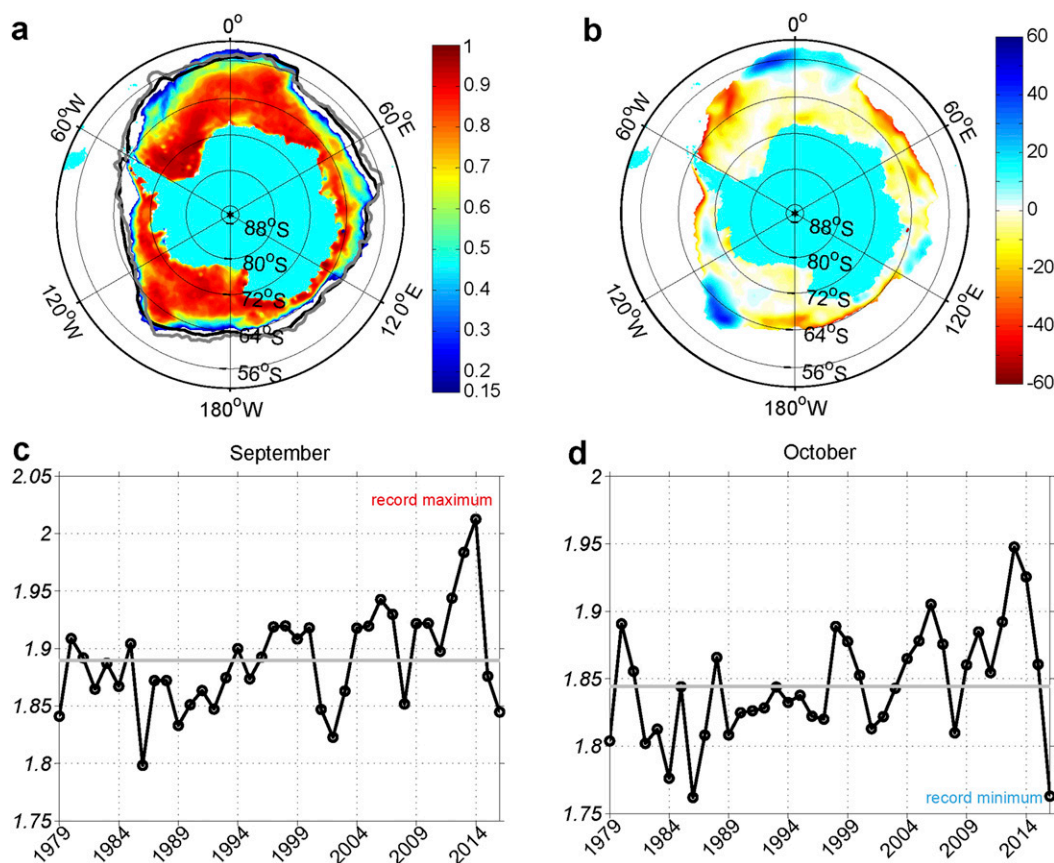 a
0°
60°W
60°E
120°W
120°E
88°S
80°S
72°S
64°S
56°S
180°W
1
0.9
0.8
0.7
0.6
0.5
0.4
0.3
0.2
0.15
b
0°
60°W
60°E
120°W
120°E
88°S
80°S
72°S
64°S
56°S
180°W
60
40
20
0
-20
-40
-60
c
September
2.05
2
1.95
1.9
1.85
1.8
1.75
record maximum
1979
1984
1989
1994
1999
2004
2009
2014
d
October
2
1.95
1.9
1.85
1.8
1.75
record minimum
1979
1984
1989
1994
1999
2004
2009
2014